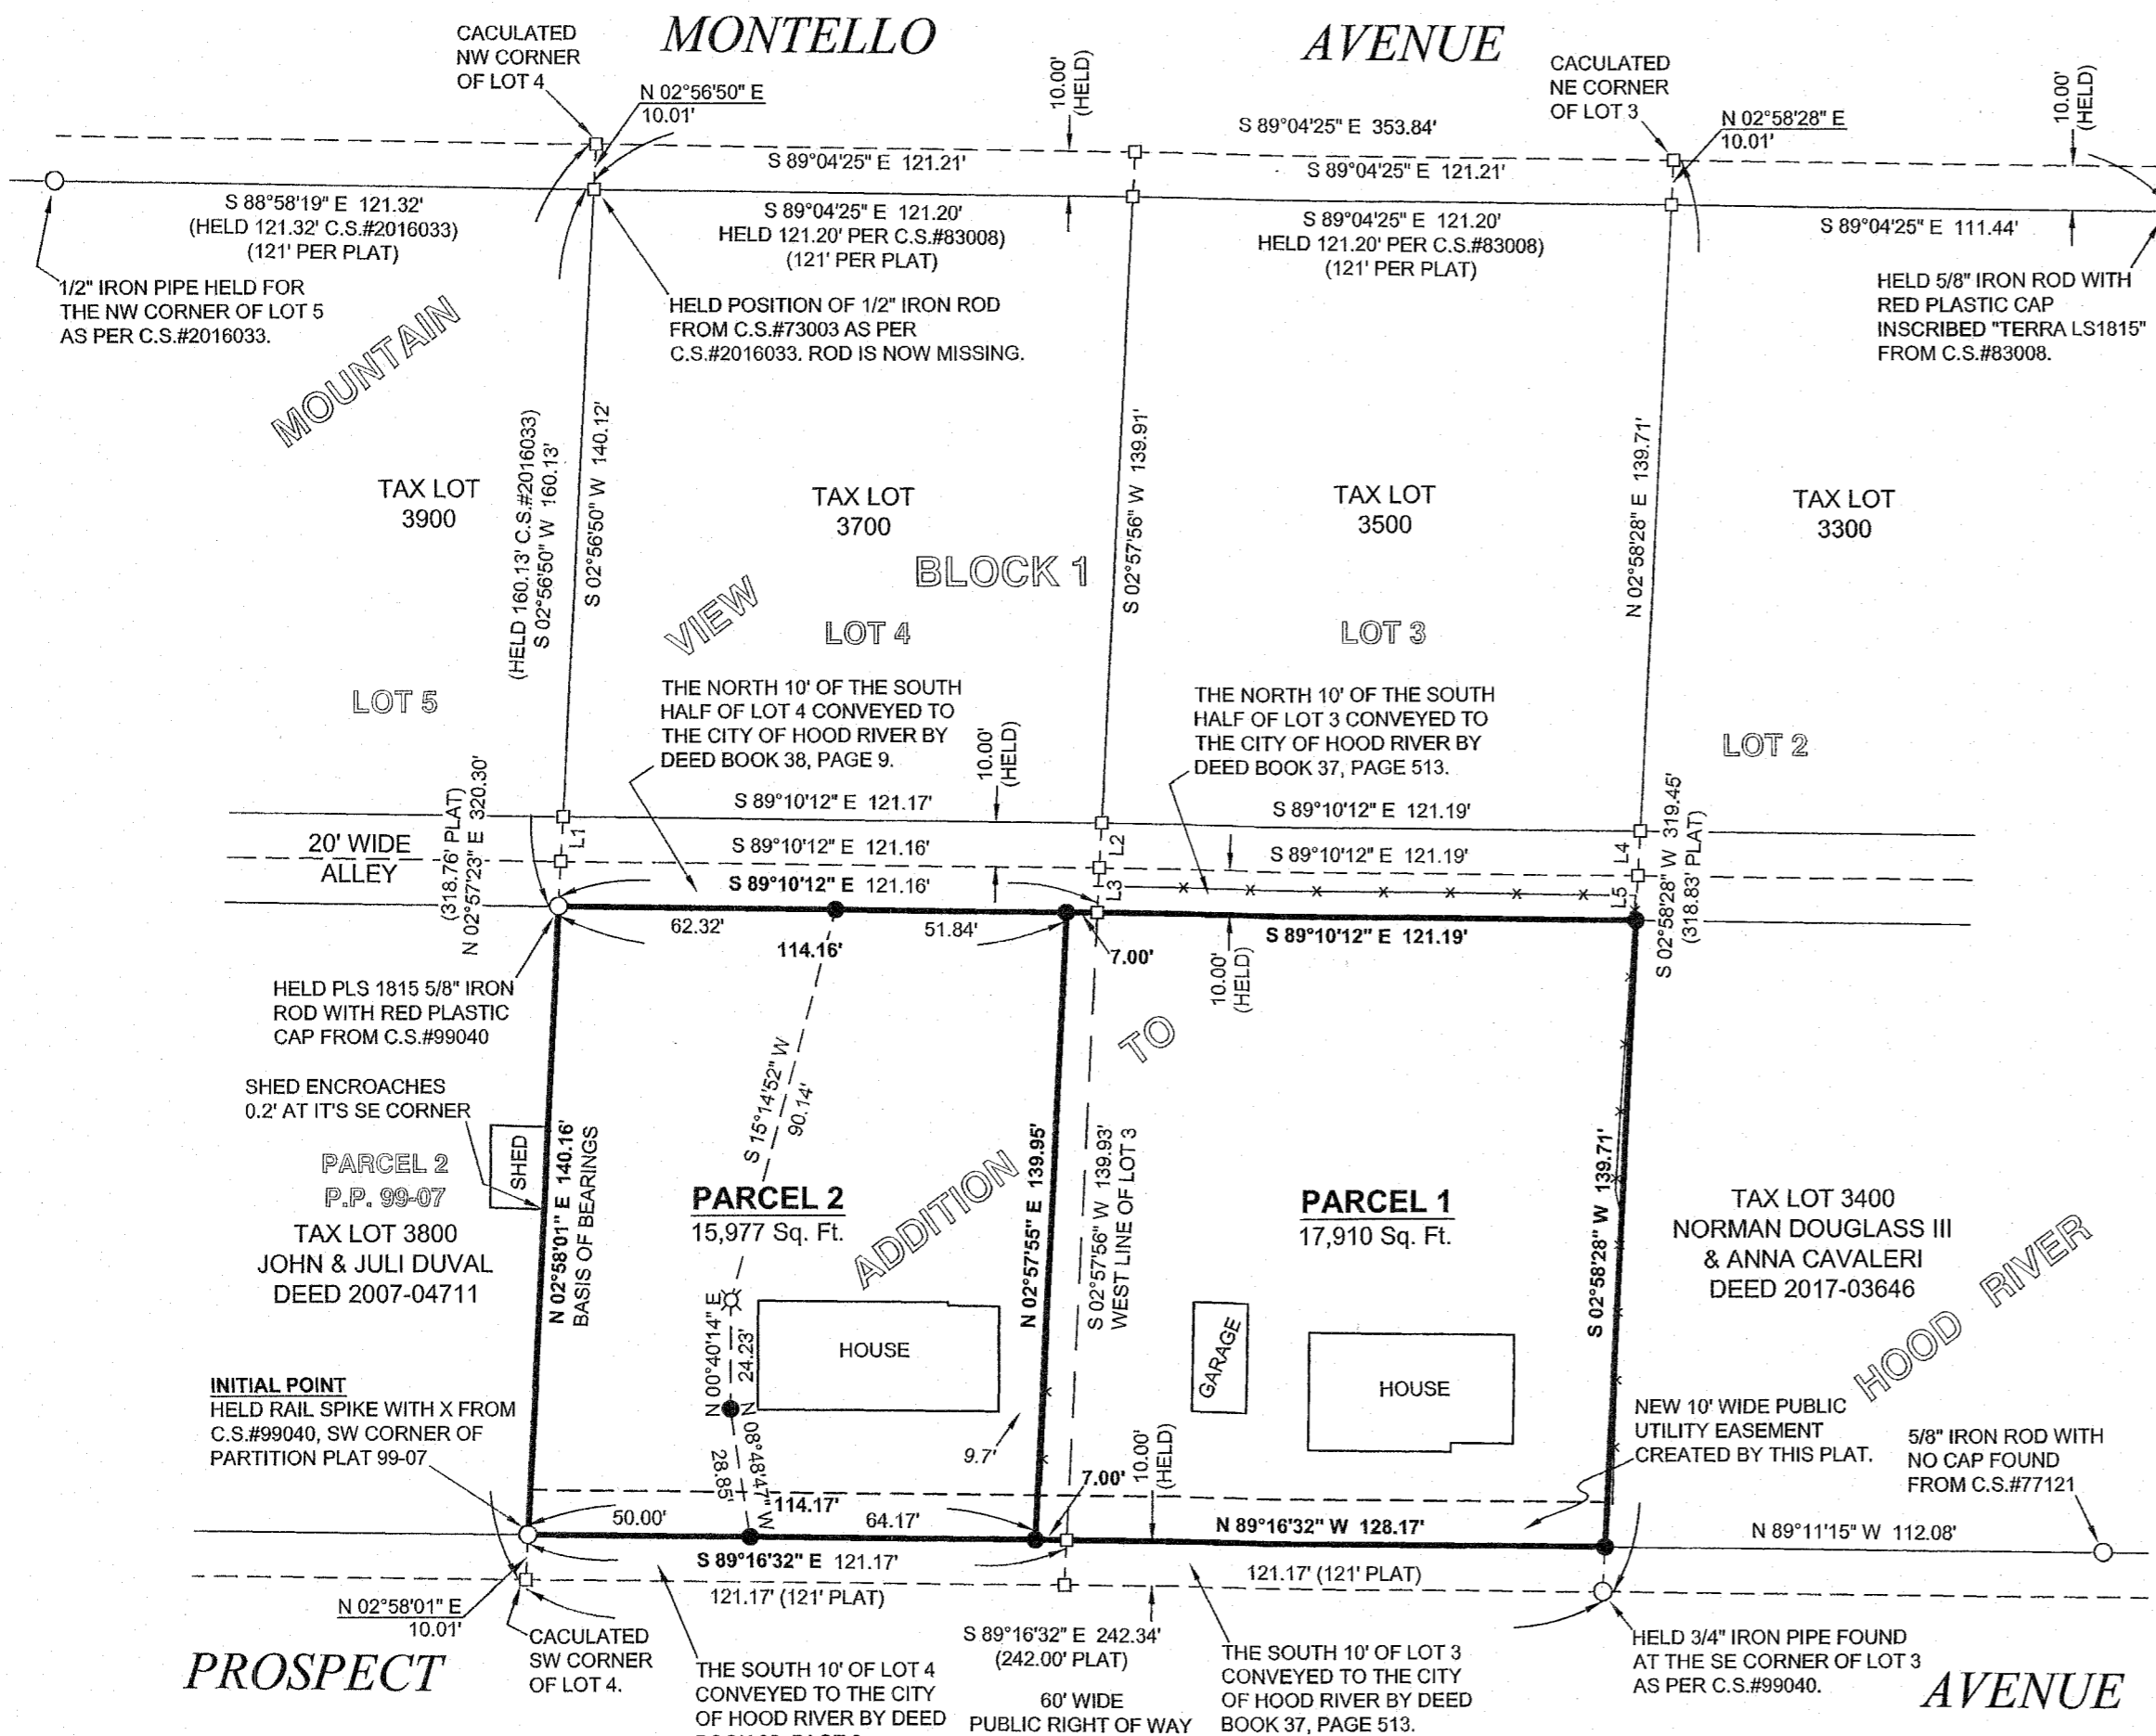 MONTELLO AVENUE
CACULATED
NW CORNER
OF LOT 4
N 02°56'50" E
10.01'
10.00'
(HELD)
S 89°04'25" E 353.84'
CACULATED
NE CORNER
OF LOT 3
N 02°58'28" E
10.01'
10.00'
(HELD)
S 89°04'25" E 121.21'
S 89°04'25" E 121.21'
S 88°58'19" E 121.32'
(HELD 121.32' C.S.#2016033)
(121' PER PLAT)
S 89°04'25" E 121.20'
HELD 121.20' PER C.S.#83008)
(121' PER PLAT)
S 89°04'25" E 121.20'
HELD 121.20' PER C.S.#83008)
(121' PER PLAT)
S 89°04'25" E 111.44'
1/2" IRON PIPE HELD FOR
THE NW CORNER OF LOT 5
AS PER C.S.#2016033.
HELD POSITION OF 1/2" IRON ROD
FROM C.S.#73003 AS PER
C.S.#2016033. ROD IS NOW MISSING.
HELD 5/8" IRON ROD WITH
RED PLASTIC CAP
INSCRIBED "TERRA LS1815"
FROM C.S.#83008.
MOUNTAIN
(HELD 160.13' C.S.#2016033)
S 02°56'50" W 160.13'
S 02°56'50" W 140.12'
S 02°57'56" W 139.91'
N 02°58'28" E 139.71'
TAX LOT
3900
TAX LOT
3700
TAX LOT
3500
TAX LOT
3300
BLOCK 1
VIEW
LOT 4
LOT 3
LOT 5
LOT 2
THE NORTH 10' OF THE SOUTH
HALF OF LOT 4 CONVEYED TO
THE CITY OF HOOD RIVER BY
DEED BOOK 38, PAGE 9.
THE NORTH 10' OF THE SOUTH
HALF OF LOT 3 CONVEYED TO
THE CITY OF HOOD RIVER BY
DEED BOOK 37, PAGE 513.
10.00'
(HELD)
(318.76' PLAT)
N 02°57'23" E 320.30'
S 02°58'28" W 319.45'
(318.83' PLAT)
S 89°10'12" E 121.17'
S 89°10'12" E 121.19'
20' WIDE
ALLEY
L1
L2
L3
L4
L5
S 89°10'12" E 121.16'
S 89°10'12" E 121.19'
S 89°10'12" E 121.16'
62.32'
51.84'
114.16'
7.00'
S 89°10'12" E 121.19'
10.00'
(HELD)
HELD PLS 1815 5/8" IRON
ROD WITH RED PLASTIC
CAP FROM C.S.#99040
TO
S 15°14'52" W
90.14'
SHED ENCROACHES
0.2' AT IT'S SE CORNER
SHED
N 02°58'01" E 140.16'
BASIS OF BEARINGS
N 02°57'55" E 139.95'
S 02°57'56" W 139.93'
WEST LINE OF LOT 3
S 02°58'28" W 139.71'
PARCEL 2
P.P. 99-07
TAX LOT 3800
JOHN & JULI DUVAL
DEED 2007-04711
PARCEL 2
15,977 Sq. Ft.
PARCEL 1
17,910 Sq. Ft.
TAX LOT 3400
NORMAN DOUGLASS III
& ANNA CAVALERI
DEED 2017-03646
ADDITION
HOOD RIVER
N 00°40'14" E
24.23'
HOUSE
GARAGE
HOUSE
INITIAL POINT
HELD RAIL SPIKE WITH X FROM
C.S.#99040, SW CORNER OF
PARTITION PLAT 99-07
N 08°48'47" W
28.85'
9.7'
NEW 10' WIDE PUBLIC
UTILITY EASEMENT
CREATED BY THIS PLAT.
5/8" IRON ROD WITH
NO CAP FOUND
FROM C.S.#77121
50.00'
114.17'
64.17'
7.00'
10.00'
(HELD)
N 89°16'32" W 128.17'
N 89°11'15" W 112.08'
S 89°16'32" E 121.17'
121.17' (121' PLAT)
121.17' (121' PLAT)
N 02°58'01" E
10.01'
CACULATED
SW CORNER
OF LOT 4.
THE SOUTH 10' OF LOT 4
CONVEYED TO THE CITY
OF HOOD RIVER BY DEED
S 89°16'32" E 242.34'
(242.00' PLAT)
60' WIDE
PUBLIC RIGHT OF WAY
THE SOUTH 10' OF LOT 3
CONVEYED TO THE CITY
OF HOOD RIVER BY DEED
BOOK 37, PAGE 513.
HELD 3/4" IRON PIPE FOUND
AT THE SE CORNER OF LOT 3
AS PER C.S.#99040.
PROSPECT AVENUE